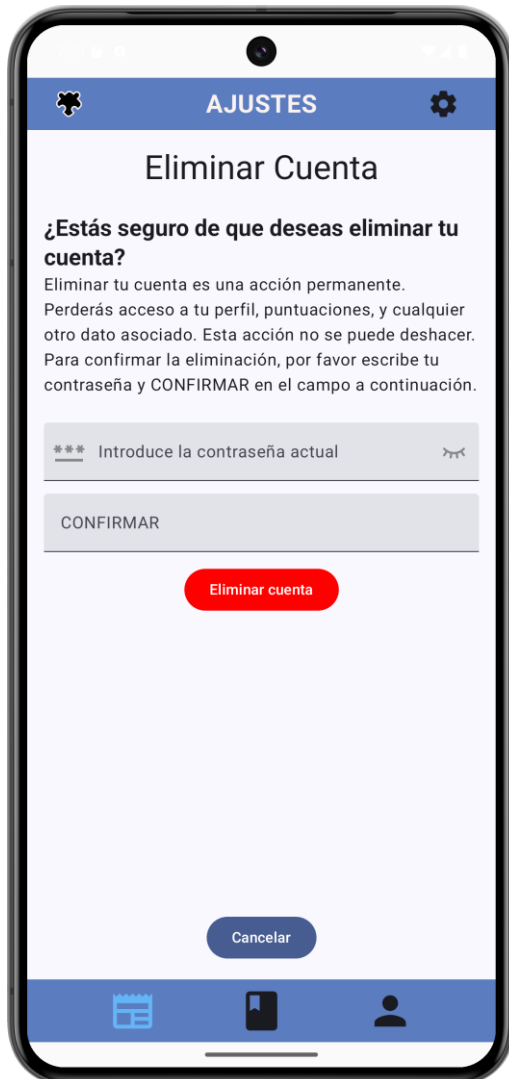 AJUSTES
Eliminar Cuenta
¿Estás seguro de que deseas eliminar tu
cuenta?
Eliminar tu cuenta es una acción permanente.
Perderás acceso a tu perfil, puntuaciones, y cualquier
otro dato asociado. Esta acción no se puede deshacer.
Para confirmar la eliminación, por favor escribe tu
contraseña y CONFIRMAR en el campo a continuación.
*** Introduce la contraseña actual
CONFIRMAR
Eliminar cuenta
Cancelar